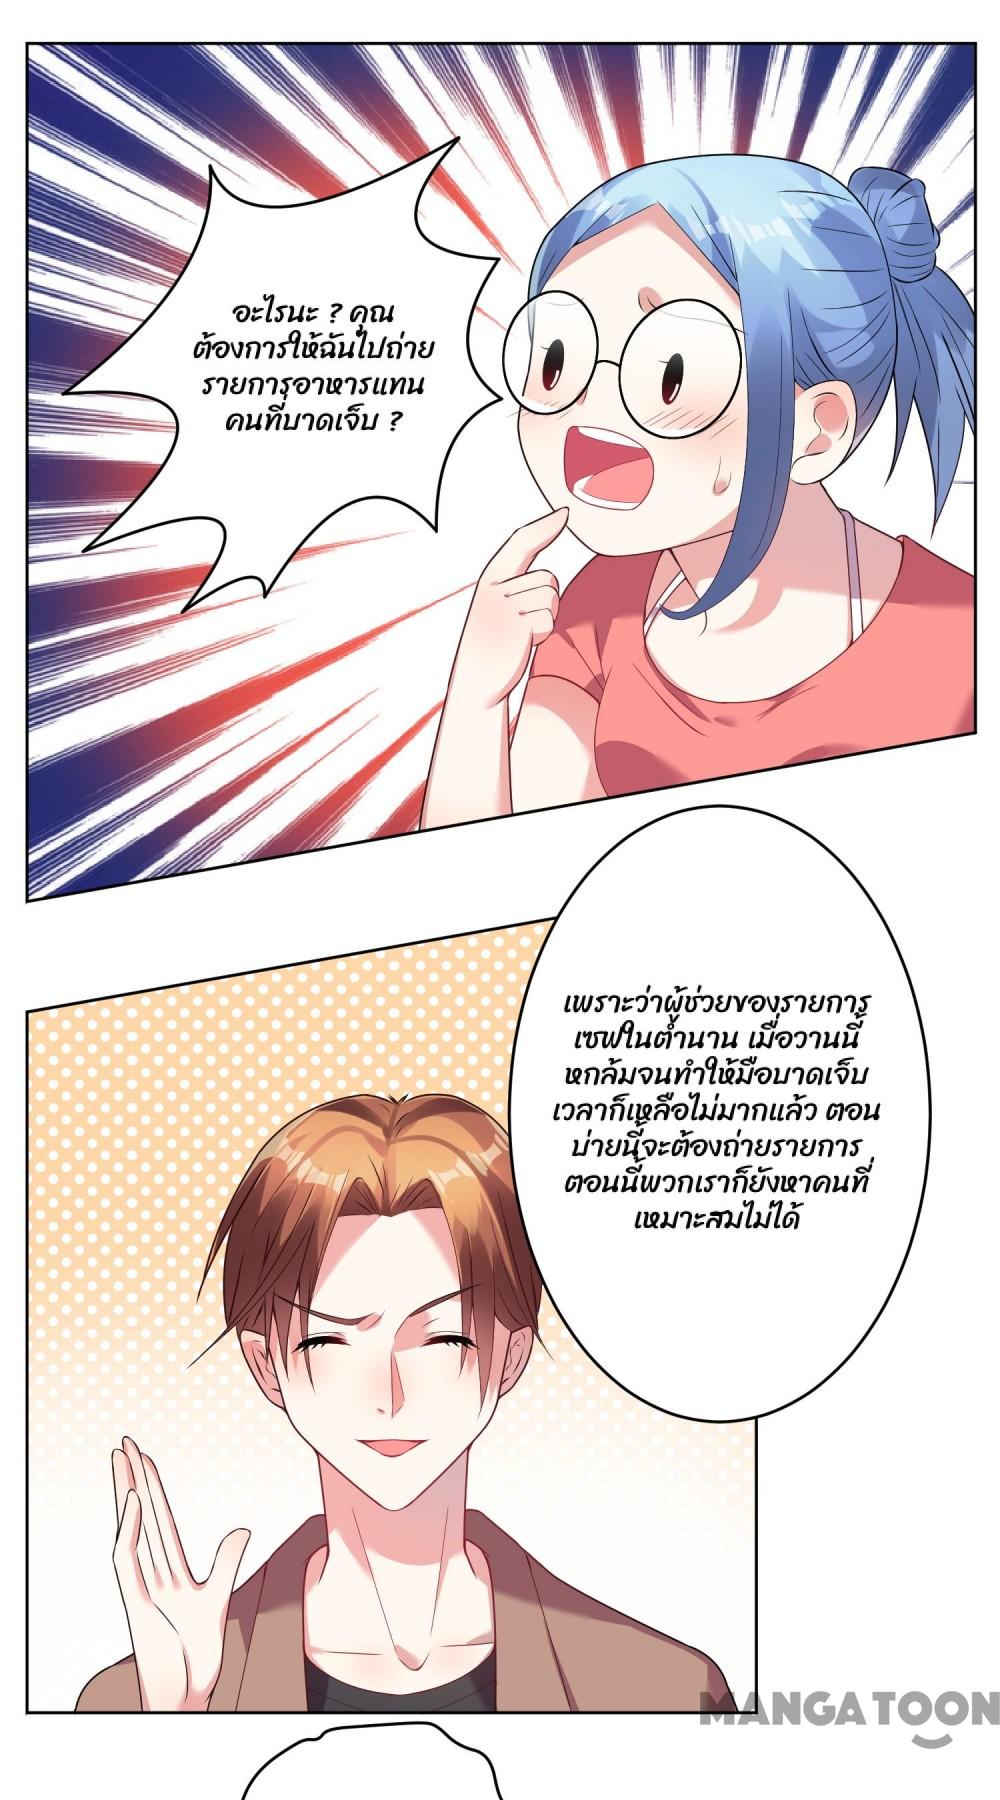 อะไรนะ ? คุณ
ต้องการให้ฉันไปถ่าย
รายการอาหารแทน
คนที่บาดเจ็บ ?
เพราะว่าผู้ช่วยของรายการ
เซฟในตำนาน เมื่อวานนี้
หกล้มจนทำให้มือบาดเจ็บ
เวลาก็เหลือไม่มากแล้ว ตอน
บ่ายนี้จะต้องถ่ายรายการ
ตอนนี้พวกเราก็ยังหาคนที่
เหมาะสมไม่ได้
MANGATOON